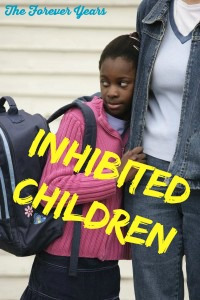 The Forever Years
INHIBITED
CHILDREN